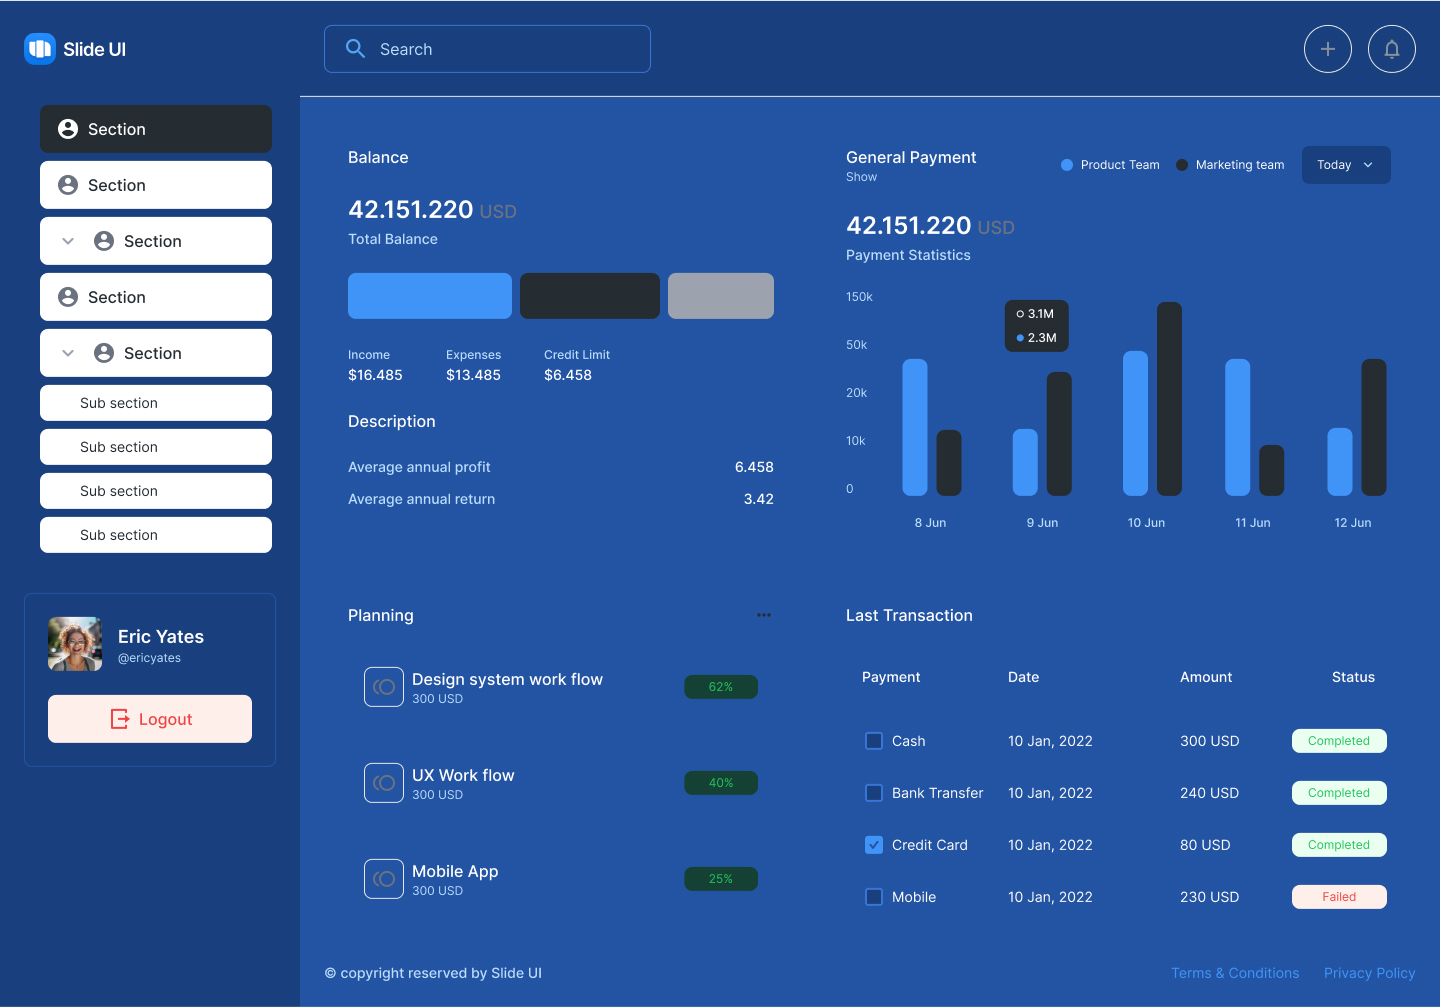 Slide UI
Search
Section
Section
Section
Section
Section
Sub section
Sub section
Sub section
Sub section
Eric Yates
@ericyates
Logout
Balance
42.151.220 USD
Total Balance
Income
$16.485
Expenses
$13.485
Credit Limit
$6.458
Description
Average annual profit 6.458
Average annual return 3.42
General Payment
Show
Product Team
Marketing team
Today
42.151.220 USD
Payment Statistics
150k
50k
20k
10k
0
3.1M
2.3M
8 Jun 9 Jun 10 Jun 11 Jun 12 Jun
Planning
Design system work flow
300 USD
62%
UX Work flow
300 USD
40%
Mobile App
300 USD
25%
Last Transaction
Payment Date Amount Status
Cash 10 Jan, 2022 300 USD Completed
Bank Transfer 10 Jan, 2022 240 USD Completed
Credit Card 10 Jan, 2022 80 USD Completed
Mobile 10 Jan, 2022 230 USD Failed
© copyright reserved by Slide UI
Terms & Conditions
Privacy Policy